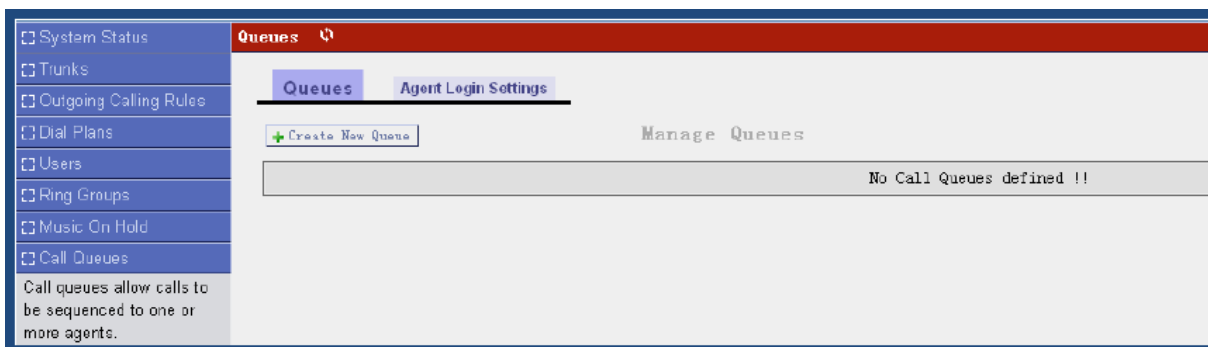 System Status
Trunks
Outgoing Calling Rules
Dial Plans
Users
Ring Groups
Music On Hold
Call Queues
Call queues allow calls to
be sequenced to one or
more agents.
Queues
Queues Agent Login Settings
Create New Queue Manage Queues
No Call Queues defined !!